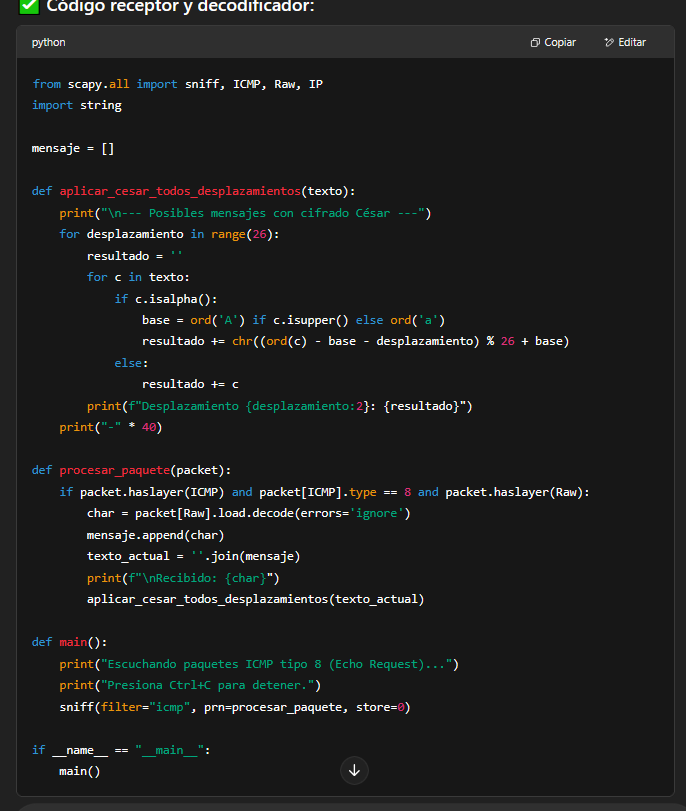 ✅ Código receptor y decodificador:
python
Copiar
Editar
from scapy.all import sniff, ICMP, Raw, IP
import string
mensaje = []
def aplicar_cesar_todos_desplazamientos(texto):
    print("\n--- Posibles mensajes con cifrado César ---")
    for desplazamiento in range(26):
        resultado = ''
        for c in texto:
            if c.isalpha():
                base = ord('A') if c.isupper() else ord('a')
                resultado += chr((ord(c) - base - desplazamiento) % 26 + base)
            else:
                resultado += c
        print(f"Desplazamiento {desplazamiento:2}: {resultado}")
    print("-" * 40)
def procesar_paquete(packet):
    if packet.haslayer(ICMP) and packet[ICMP].type == 8 and packet.haslayer(Raw):
        char = packet[Raw].load.decode(errors='ignore')
        mensaje.append(char)
        texto_actual = ''.join(mensaje)
        print(f"\nRecibido: {char}")
        aplicar_cesar_todos_desplazamientos(texto_actual)
def main():
    print("Escuchando paquetes ICMP tipo 8 (Echo Request)...")
    print("Presiona Ctrl+C para detener.")
    sniff(filter="icmp", prn=procesar_paquete, store=0)
if __name__ == "__main__":
    main()